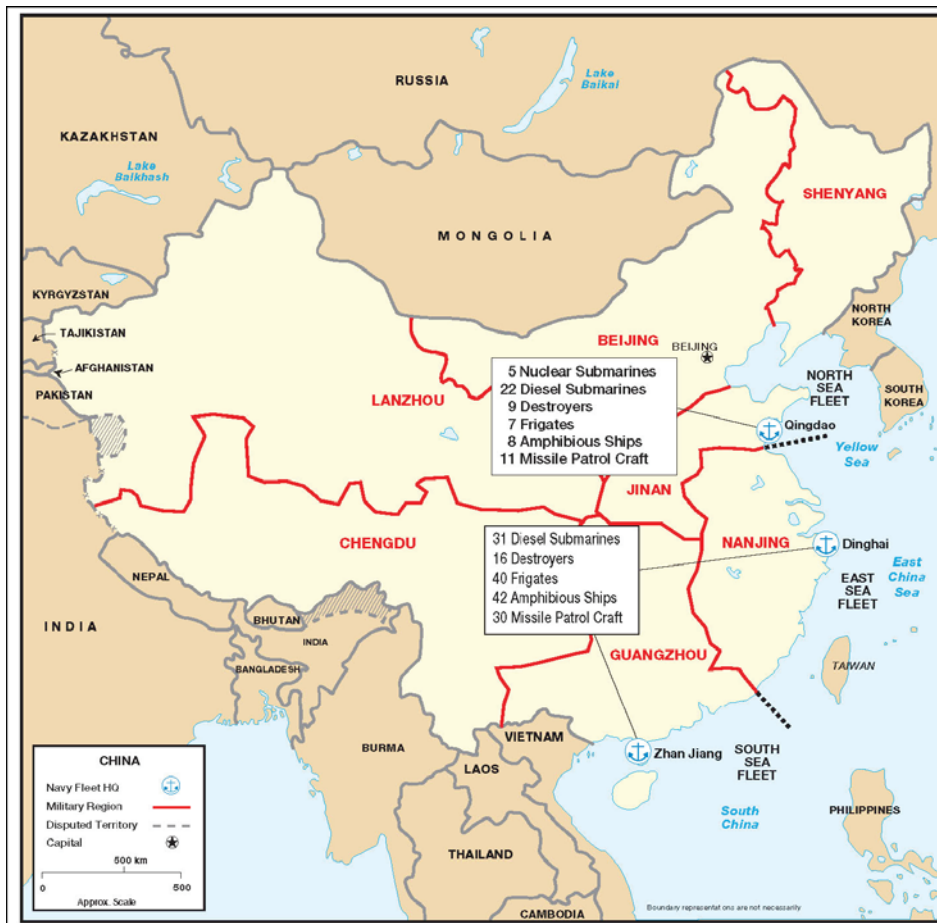 RUSSIA
Lake
Baikal
KAZAKHSTAN
Lake
Balkhash
MONGOLIA
SHENYANG
KYRGYZSTAN
TAJIKISTAN
AFGHANISTAN
PAKISTAN
NORTH
KOREA
SOUTH
KOREA
BEIJING
BEIJING
LANZHOU
5 Nuclear Submarines
22 Diesel Submarines
9 Destroyers
7 Frigates
8 Amphibious Ships
11 Missile Patrol Craft
NORTH
SEA
FLEET
Qingdao
Yellow
Sea
JINAN
CHENGDU
NANJING
31 Diesel Submarines
16 Destroyers
40 Frigates
42 Amphibious Ships
30 Missile Patrol Craft
Dinghai
EAST
SEA
FLEET
East
China
Sea
NEPAL
BHUTAN
INDIA
INDIA
BANGLADESH
GUANGZHOU
TAIWAN
BURMA
VIETNAM
LAOS
Zhan Jiang
SOUTH
SEA
FLEET
South
China
PHILIPPINES
THAILAND
CAMBODIA
CHINA
Navy Fleet HQ
Military Region
Disputed Territory
Capital
500 km
0 500
Approx. Scale
Boundary representations are not necessarily